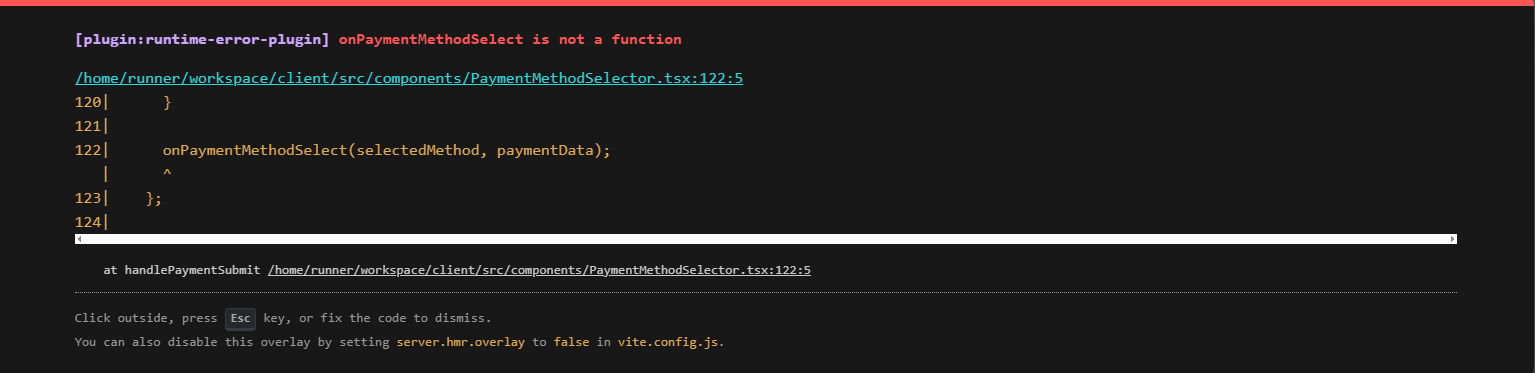 [plugin:runtime-error-plugin] onPaymentMethodSelect is not a function
/home/runner/workspace/client/src/components/PaymentMethodSelector.tsx:122:5
120|      }
121|
122|      onPaymentMethodSelect(selectedMethod, paymentData);
   |      ^
123|    };
124|
at handlePaymentSubmit /home/runner/workspace/client/src/components/PaymentMethodSelector.tsx:122:5
Click outside, press Esc key, or fix the code to dismiss.
You can also disable this overlay by setting server.hmr.overlay to false in vite.config.js.